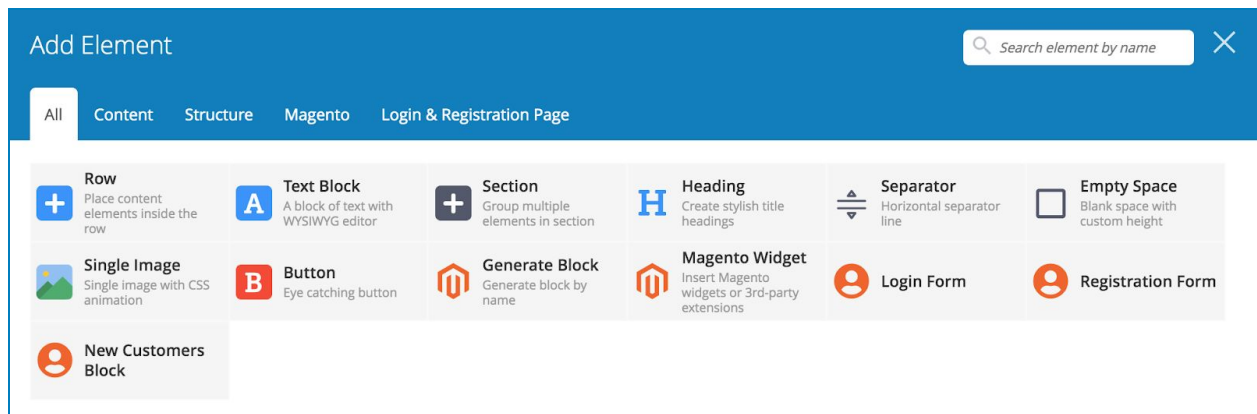 Add Element
Search element by name
All
Content
Structure
Magento
Login & Registration Page
Row
Place content
elements inside the
row
A
Text Block
A block of text with
WYSIWYG editor
Section
Group multiple
elements in section
H
Heading
Create stylish title
headings
Separator
Horizontal separator
line
Empty Space
Blank space with
custom height
Single Image
Single image with CSS
animation
B
Button
Eye catching button
Generate Block
Generate block by
name
Magento Widget
Insert Magento
widgets or 3rd-party
extensions
Login Form
Registration Form
New Customers
Block